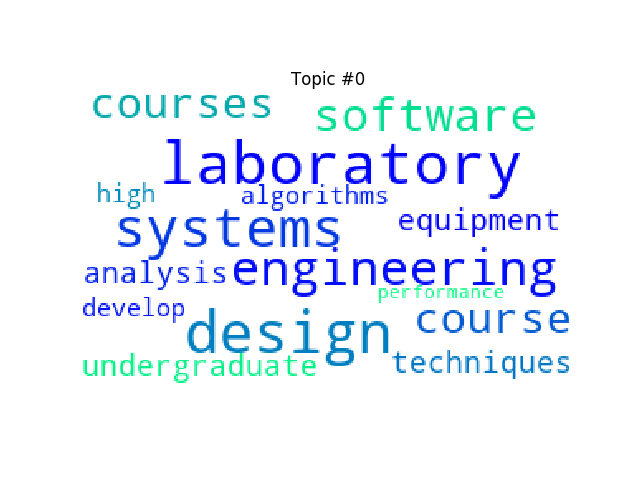 Topic #0
courses
software
laboratory
high
algorithms
systems
equipment
analysis
engineering
performance
develop
design
course
undergraduate
techniques